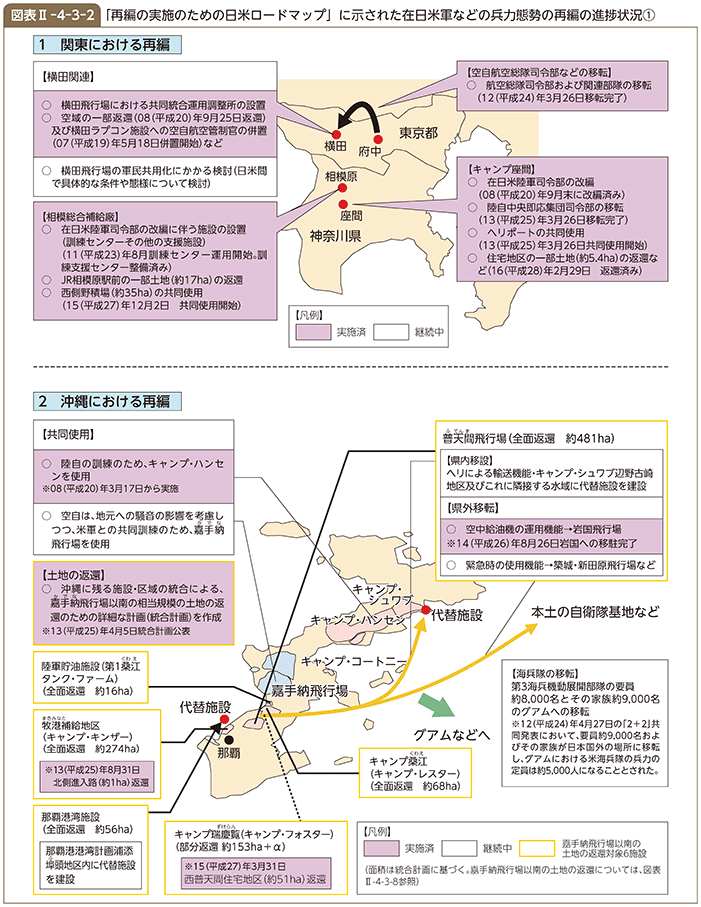 図表Ⅱ-4-3-2 「再編の実施のための日米ロードマップ」に示された在日米軍などの兵力態勢の再編の進捗状況①
1 関東における再編
【横田関連】
○ 横田飛行場における共同統合運用調整所の設置
○ 空域の一部返還(08(平成20)年9月25日返還)
及び横田ラプコン施設への空自航空管制官の併置
(07(平成19)年5月18日併置開始)など
○ 横田飛行場の軍民共用化にかかる検討(日米間
で具体的な条件や態様について検討)
【相模総合補給廠】
○ 在日米陸軍司令部の改編に伴う施設の設置
(訓練センターその他の支援施設)
(11(平成23)年8月訓練センター運用開始。訓
練支援センター整備済み)
○ JR相模原駅前の一部土地(約17ha)の返還
○ 西側野積場(約35ha)の共同使用
(15(平成27)年12月2日 共同使用開始)
東京都
横田
府中
相模原
座間
神奈川県
【空自航空総隊司令部などの移転】
○ 航空総隊司令部および関連部隊の移転
(12(平成24)年3月26日移転完了)
【キャンプ座間】
○ 在日米陸軍司令部の改編
(08(平成20)年9月末に改編済み)
○ 陸自中央即応集団司令部の移転
(13(平成25)年3月26日移転完了)
○ ヘリポートの共同使用
(13(平成25)年3月26日共同使用開始)
○ 住宅地区の一部土地(約5.4ha)の返還な
ど(16(平成28)年2月29日 返還済み)
【凡例】
実施済
継続中
2 沖縄における再編
【共同使用】
○ 陸自の訓練のため、キャンプ・ハンセ
ンを使用
※08(平成20)年3月17日から実施
○ 空自は、地元への騒音の影響を考慮し
つつ、米軍との共同訓練のため、嘉手納
かでな
飛行場を使用
【土地の返還】
○ 沖縄に残る施設・区域の統合による、
かでな
嘉手納飛行場以南の相当規模の土地の返
還のための詳細な計画(統合計画)を作成
※13(平成25)年4月5日統合計画公表
くわえ
陸軍貯油施設(第1桑江
タンク・ファーム)
(全面返還 約16ha)
まきみなと
牧港補給地区
(キャンプ・キンザー)
(全面返還 約274ha)
※13(平成25)年8月31日
北側進入路(約1ha)返還
那覇港湾施設
(全面返還 約56ha)
那覇港港湾計画浦添
埠頭地区内に代替施設
を建設
代替施設
那覇
キャンプ・
シュワブ
キャンプ・ハンセン
キャンプ・コートニー
嘉手納飛行場
代替施設
本土の自衛隊基地など
グアムなどへ
ふてんま
普天間飛行場(全面返還 約481ha)
【県内移設】
ヘリによる輸送機能・キャンプ・シュワブ辺野古崎
地区及びこれに隣接する水域に代替施設を建設
【県外移転】
○ 空中給油機の運用機能→岩国飛行場
※14(平成26)年8月26日岩国への移駐完了
○ 緊急時の使用機能→築城・新田原飛行場など
【海兵隊の移転】
第3海兵機動展開部隊の要員
約8,000名とその家族約9,000名
のグアムへの移転
※12(平成24)年4月27日の「2+2」共
同発表において、要員約9,000名およ
びその家族が日本国外の場所に移転
し、グアムにおける米海兵隊の兵力の
定員は約5,000人になることとされた。
くわえ
キャンプ桑江
(キャンプ・レスター)
(全面返還 約68ha)
ずけらん
キャンプ瑞慶覧(キャンプ・フォスター)
(部分返還 約153ha+α)
※15(平成27)年3月31日
西普天間住宅地区(約51ha)返還
【凡例】
実施済
継続中
嘉手納飛行場以南の
土地の返還対象6施設
(面積は統合計画に基づく。嘉手納飛行場以南の土地の返還については、図表
Ⅱ-4-3-8参照)